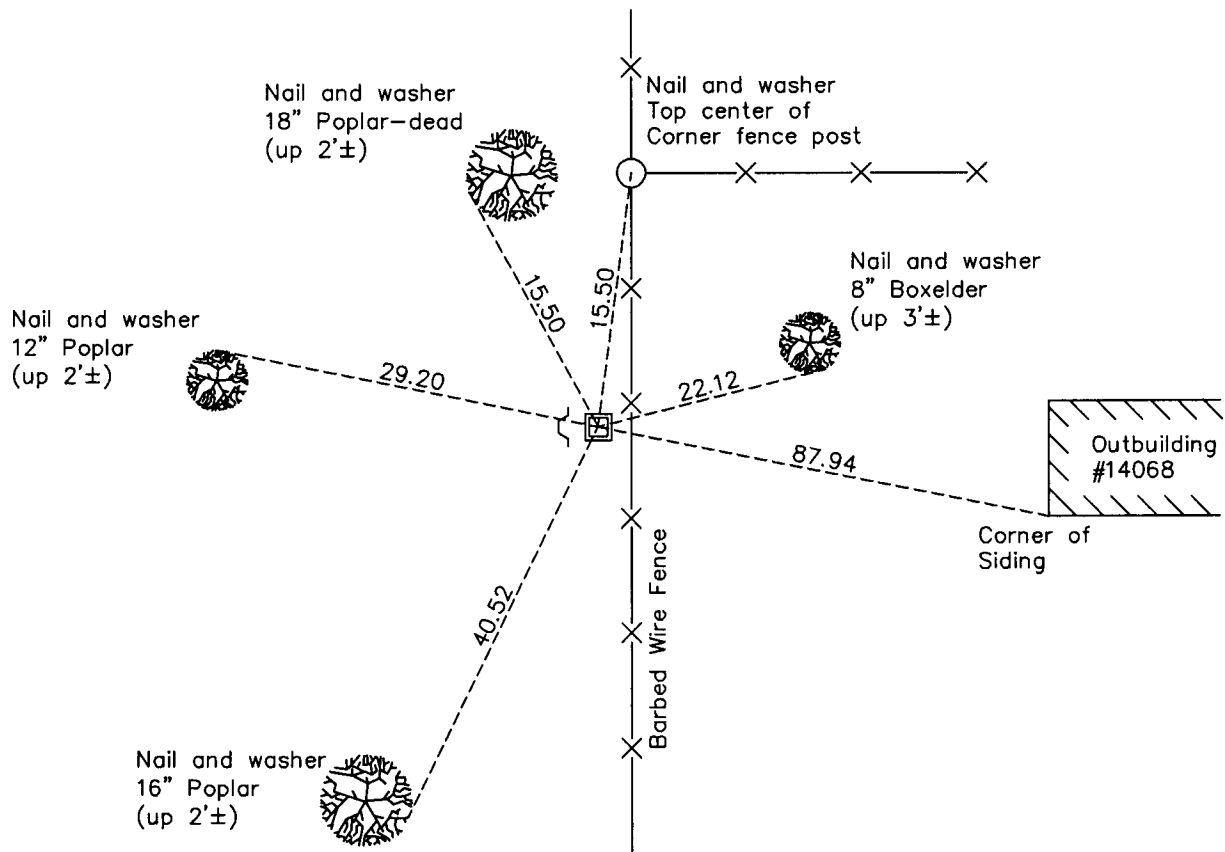 Nail and washer
18" Poplar-dead
(up 2'±)
Nail and washer
Top center of
Corner fence post
Nail and washer
8" Boxelder
(up 3'±)
Nail and washer
12" Poplar
(up 2'±)
15.50
15.50
29.20
22.12
87.94
Outbuilding
#14068
Corner of
Siding
40.52
Barbed Wire Fence
Nail and washer
16" Poplar
(up 2'±)